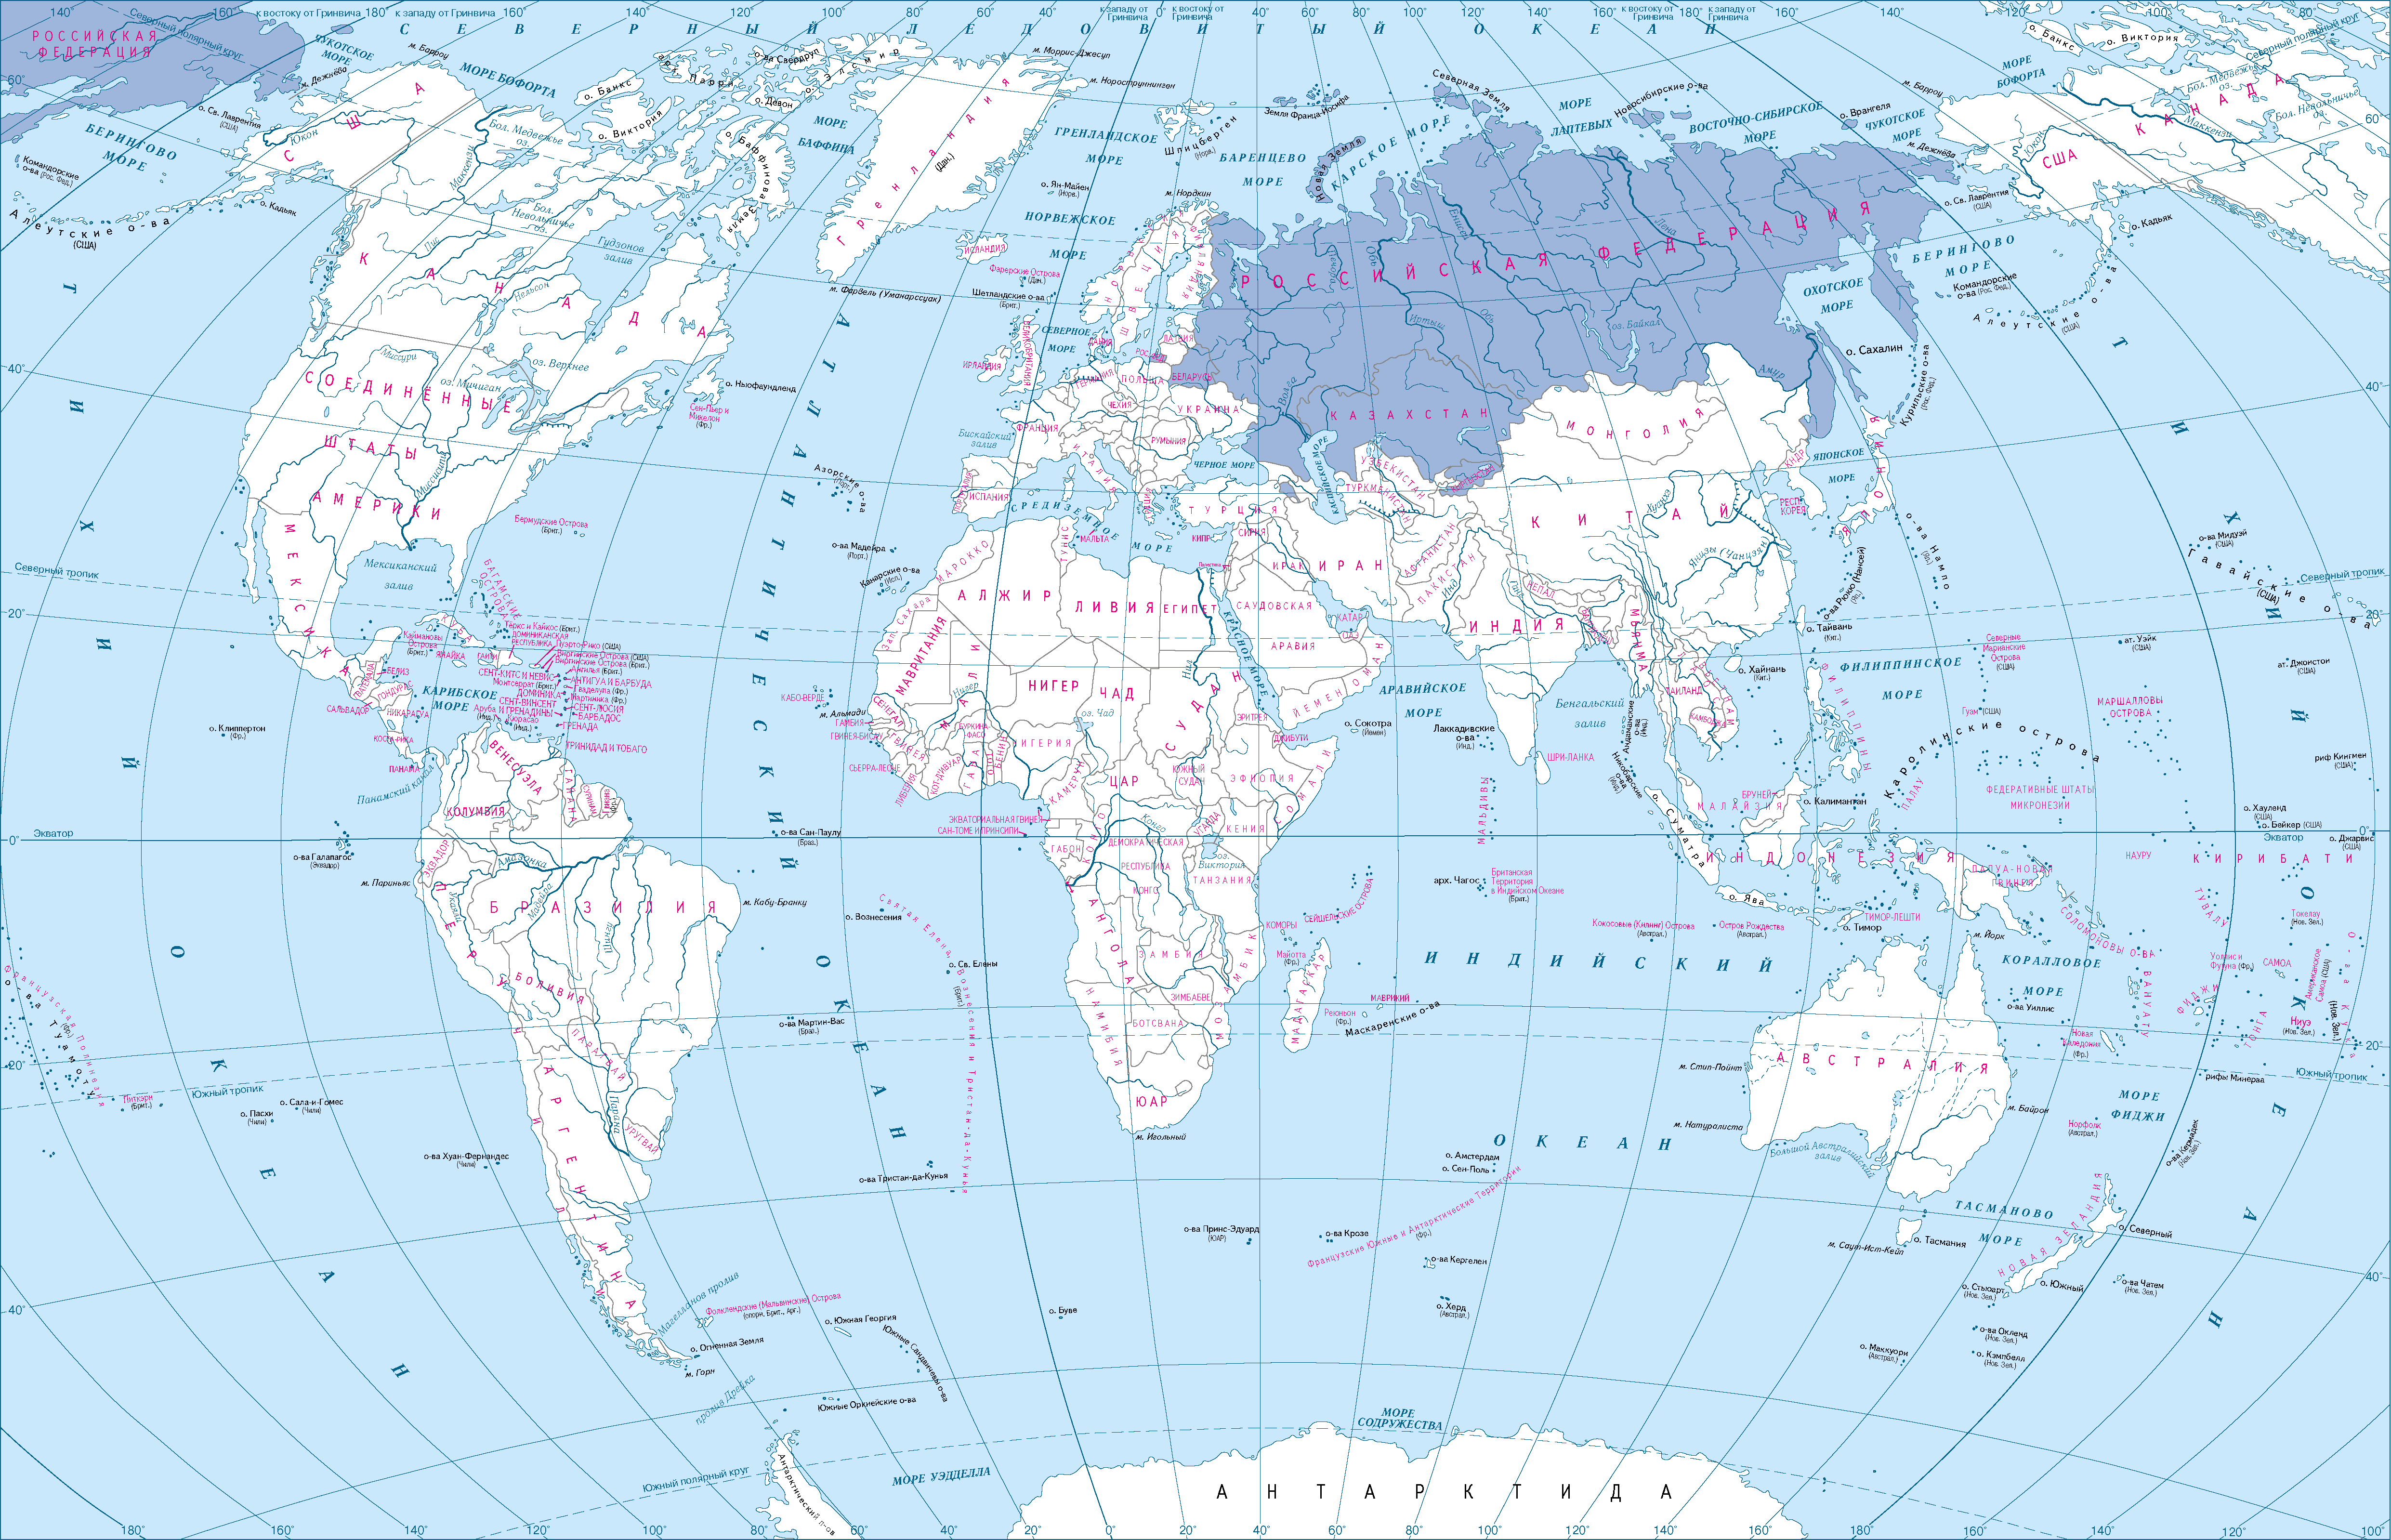 140°
160°
к востоку от Гринвича
180°
к западу от Гринвича
160°
140°
120°
100°
80°
60°
40°
к западу от Гринвича
0°
к востоку от Гринвича
20°
40°
60°
80°
100°
120°
140°
160°
к востоку от Гринвича
180°
к западу от Гринвича
160°
140°
120°
100°
80°
СЕВЕРНЫЙ ЛЕДОВИТЫЙ ОКЕАН
Северный полярный круг
РОССИЙСКАЯ
ФЕДЕРАЦИЯ
ЧУКОТСКОЕ
МОРЕ
м. Барроу
м. Дежнёва
МОРЕ БОФОРТА
о. Банкс
о. Виктория
о. Девон
о. Элсмир
о. Баффинова Земля
МОРЕ
БАФФИНА
м. Моррис-Джесуп
Гренландия
(Дан.)
ГРЕНЛАНДСКОЕ
МОРЕ
Шпицберген
(Норв.)
БАРЕНЦЕВО
МОРЕ
Земля Франца-Иосифа
Новая Земля
КАРСКОЕ МОРЕ
Северная Земля
МОРЕ
ЛАПТЕВЫХ
Новосибирские о-ва
ВОСТОЧНО-СИБИРСКОЕ
МОРЕ
о. Врангеля
ЧУКОТСКОЕ
МОРЕ
м. Дежнёва
м. Барроу
МОРЕ
БОФОРТА
о. Банкс
о. Виктория
Северный полярный круг
Бол. Медвежье
оз.
Бол. Невольничье
оз.
Маккензи
КАНАДА
США
Юкон
60°
о. Св. Лаврентия
(США)
БЕРИНГОВО
МОРЕ
Командорские
о-ва (Рос. Фед.)
Алеутские о-ва
(США)
о. Кадьяк
США
Юкон
Маккензи
Бол. Медвежье
оз.
Бол.
Невольничье
оз.
Гудзонов
залив
Нельсон
КАНАДА
о. Ян-Майен
(Норв.)
м. Нордкин
НОРВЕЖСКОЕ
МОРЕ
ИСЛАНДИЯ
Фарерские Острова
(Дан.)
Шетландские о-ва
(Брит.)
м. Фарвель (Уманарссуак)
СЕВЕРНОЕ
МОРЕ
ИРЛАНДИЯ
ВЕЛИКОБРИТАНИЯ
НОРВЕГИЯ
ШВЕЦИЯ
ФИНЛЯНДИЯ
ДАНИЯ
ЛАТВИЯ
БЕЛАРУСЬ
ГЕРМАНИЯ
ПОЛЬША
ЧЕХИЯ
УКРАИНА
ФРАНЦИЯ
РУМЫНИЯ
ИТАЛИЯ
Бискайский
залив
ПОРТУГАЛИЯ
ИСПАНИЯ
ГРЕЦИЯ
ЧЕРНОЕ МОРЕ
КАСПИЙСКОЕ МОРЕ
СРЕДИЗЕМНОЕ
МОРЕ
РОССИЙСКАЯ ФЕДЕРАЦИЯ
Печора
Обь
Енисей
Лена
Иртыш
Обь
оз. Байкал
Волга
Амур
ОХОТСКОЕ
МОРЕ
о. Сахалин
Курильские о-ва
(Рос. Фед.)
о. Св. Лаврентия
(США)
БЕРИНГОВО
МОРЕ
Командорские
о-ва (Рос. Фед.)
Алеутские о-ва
(США)
о. Кадьяк
60°
40°
Миссури
оз. Мичиган
оз. Верхнее
СОЕДИНЁННЫЕ
ШТАТЫ
АМЕРИКИ
Миссисипи
о. Ньюфаундленд
Сен-Пьер и
Микелон
(Фр.)
Азорские о-ва
(Порт.)
Бермудские Острова
(Брит.)
о-ва Мадейра
(Порт.)
Канарские о-ва
(Исп.)
АТЛАНТИЧЕСКИЙ ОКЕАН
ТИХИЙ ОКЕАН
МЕКСИКА
Мексиканский
залив
Северный тропик
20°
КАЗАХСТАН
УЗБЕКИСТАН
ТУРКМЕНИСТАН
КЫРГЫЗСТАН
МОНГОЛИЯ
КИТАЙ
Хуанхэ
Янцзы (Чанцзян)
КНДР
РЕСП.
КОРЕЯ
ЯПОНСКОЕ
МОРЕ
ЯПОНИЯ
о-ва Нампо
(Яп.)
о-ва Рюкю (Нансей)
(Яп.)
о. Тайвань
(Кит.)
о. Хайнань
(Кит.)
ТУРЦИЯ
КИПР
СИРИЯ
Палестина
ИРАК
ИРАН
АФГАНИСТАН
ПАКИСТАН
Инд
Ганг
НЕПАЛ
ИНДИЯ
МЬЯНМА
ТАИЛАНД
ВЬЕТНАМ
КАМБОДЖА
МАРОККО
Зап. Сахара
АЛЖИР
ТУНИС
МАЛЬТА
ЛИВИЯ
ЕГИПЕТ
Нил
КРАСНОЕ МОРЕ
САУДОВСКАЯ
АРАВИЯ
КАТАР
ОАЭ
ОМАН
ЙЕМЕН
МАВРИТАНИЯ
МАЛИ
НИГЕР
ЧАД
СУДАН
ЭРИТРЕЯ
ДЖИБУТИ
СЕНЕГАЛ
ГАМБИЯ
ГВИНЕЯ-БИСАУ
ГВИНЕЯ
СЬЕРРА-ЛЕОНЕ
ЛИБЕРИЯ
КОТ-Д'ИВУАР
БУРКИНА-
ФАСО
ГАНА
ТОГО
БЕНИН
НИГЕРИЯ
Нигер
оз. Чад
КАМЕРУН
ЦАР
ЮЖНЫЙ
СУДАН
ЭФИОПИЯ
СОМАЛИ
КАБО-ВЕРДЕ
м. Альмади
БАГАМСКИЕ
ОСТРОВА
Теркс и Кайкос (Брит.)
ДОМИНИКАНСКАЯ
РЕСПУБЛИКА
Пуэрто-Рико (США)
Виргинские Острова (США)
Виргинские Острова (Брит.)
Ангилья (Брит.)
АНТИГУА И БАРБУДА
Гваделупа (Фр.)
Мартиника (Фр.)
СЕНТ-ЛЮСИЯ
БАРБАДОС
ГРЕНАДА
ТРИНИДАД И ТОБАГО
Каймановы
Острова
(Брит.)
КУБА
ЯМАЙКА
ГАИТИ
СЕНТ-КИТС И НЕВИС
Монтсеррат (Брит.)
ДОМИНИКА
СЕНТ-ВИНСЕНТ
И ГРЕНАДИНЫ
Аруба
(Нид.)
Кюрасао
(Нид.)
БЕЛИЗ
ГВАТЕМАЛА
ГОНДУРАС
САЛЬВАДОР
НИКАРАГУА
КОСТА-РИКА
ПАНАМА
Панамский канал
КАРИБСКОЕ
МОРЕ
о. Клиппертон
(Фр.)
ВЕНЕСУЭЛА
КОЛУМБИЯ
ГАЙАНА
СУРИНАМ
ЭКВАДОР
ПЕРУ
Экватор
0°
о-ва Галапагос
(Эквадор)
м. Париньяс
Амазонка
Укаяли
Мадейра
Шингу
БРАЗИЛИЯ
м. Кабу-Бранку
БОЛИВИЯ
ПАРАГВАЙ
Парана
УРУГВАЙ
ЧИЛИ
АРГЕНТИНА
о-ва Сан-Паулу
(Браз.)
о. Вознесения
о. Св. Елены
(Брит.)
Святая Елена, Вознесения и Тристан-да-Кунья
о-ва Мартин-Вас
(Браз.)
о-ва Тристан-да-Кунья
ЭКВАТОРИАЛЬНАЯ ГВИНЕЯ
САН-ТОМЕ И ПРИНСИПИ
ГАБОН
КОНГО
Конго
ДЕМОКРАТИЧЕСКАЯ
РЕСПУБЛИКА
КОНГО
УГАНДА
КЕНИЯ
оз.
Виктория
ТАНЗАНИЯ
АНГОЛА
ЗАМБИЯ
ЗИМБАБВЕ
МОЗАМБИК
НАМИБИЯ
БОТСВАНА
ЮАР
м. Игольный
МАДАГАСКАР
КОМОРЫ
Майотта
(Фр.)
СЕЙШЕЛЬСКИЕ ОСТРОВА
МАВРИКИЙ
Реюньон
(Фр.)
Маскаренские о-ва
о. Сокотра
(Йемен)
АРАВИЙСКОЕ
МОРЕ
Лаккадивские
о-ва
(Инд.)
МАЛЬДИВЫ
ШРИ-ЛАНКА
Бенгальский
залив
Андаманские
о-ва
(Инд.)
Никобарские
о-ва
(Инд.)
арх. Чагос
Британская
Территория
в Индийском Океане
(Брит.)
Кокосовые (Килинг) Острова
(Австрал.)
Остров Рождества
(Австрал.)
ИНДИЙСКИЙ
ОКЕАН
о. Амстердам
о. Сен-Поль
Французские Южные и Антарктические Территории
(Фр.)
о-ва Принс-Эдуард
(ЮАР)
о-ва Крозе
о-ва Кергелен
о. Херд
(Австрал.)
о. Буве
МАЛАЙЗИЯ
БРУНЕЙ
о. Калимантан
о. Суматра
о. Ява
ИНДОНЕЗИЯ
ТИМОР-ЛЕШТИ
о. Тимор
ФИЛИППИНЫ
ФИЛИППИНСКОЕ
МОРЕ
ПАЛАУ
Каролинские острова
ФЕДЕРАТИВНЫЕ ШТАТЫ
МИКРОНЕЗИИ
Северные
Марианские
Острова
(США)
Гуам (США)
МАРШАЛЛОВЫ
ОСТРОВА
ат. Уэйк
(США)
о-ва Мидуэй
(США)
Гавайские о-ва
(США)
Северный тропик
ат. Джонстон
(США)
риф Кингмен
(США)
о. Хауленд
(США)
о. Бейкер (США)
Экватор
о. Джарвис
(США)
НАУРУ
КИРИБАТИ
ПАПУА-НОВАЯ
ГВИНЕЯ
СОЛОМОНОВЫ О-ВА
ТУВАЛУ
Токелау
(Нов. Зел.)
Уоллис и
Футуна (Фр.)
САМОА
Американское
Самоа (США)
О-ва Кука
(Нов. Зел.)
ВАНУАТУ
ФИДЖИ
ТОНГА
Ниуэ
(Нов. Зел.)
Новая
Каледония
(Фр.)
м. Йорк
КОРАЛЛОВОЕ
МОРЕ
о-ва Уиллис
АВСТРАЛИЯ
м. Стип-Пойнт
м. Натуралиста
м. Байрон
Большой Австралийский
залив
рифы Минерва
Южный тропик
МОРЕ
ФИДЖИ
Норфолк
(Австрал.)
о-ва Кермадек
(Нов. Зел.)
ТАСМАНОВО
МОРЕ
м. Саут-Ист-Кейп
о. Тасмания
НОВАЯ ЗЕЛАНДИЯ
о. Северный
о. Южный
о. Стьюарт
(Нов. Зел.)
о-ва Чатем
(Нов. Зел.)
о-ва Окленд
(Нов. Зел.)
о. Кэмпбелл
(Нов. Зел.)
о. Маккуори
(Австрал.)
ТИХИЙ ОКЕАН
Французская Полинезия
(Фр.)
о-ва Туамоту
20°
Питкэрн
(Брит.)
Южный тропик
о. Пасхи
(Чили)
о. Сала-и-Гомес
(Чили)
о-ва Хуан-Фернандес
(Чили)
40°
Магелланов пролив
Фолклендские (Мальвинские) Острова
(оспар. Брит., Арг.)
о. Огненная Земля
м. Горн
о. Южная Георгия
Южные Сандвичевы о-ва
пролив Дрейка
Южные Оркнейские о-ва
Южный полярный круг
Антарктический п-ов
МОРЕ УЭДДЕЛЛА
МОРЕ
СОДРУЖЕСТВА
АНТАРКТИДА
180°
160°
140°
120°
100°
80°
60°
40°
20°
0°
20°
40°
60°
80°
100°
120°
140°
160°
180°
160°
140°
120°
100°